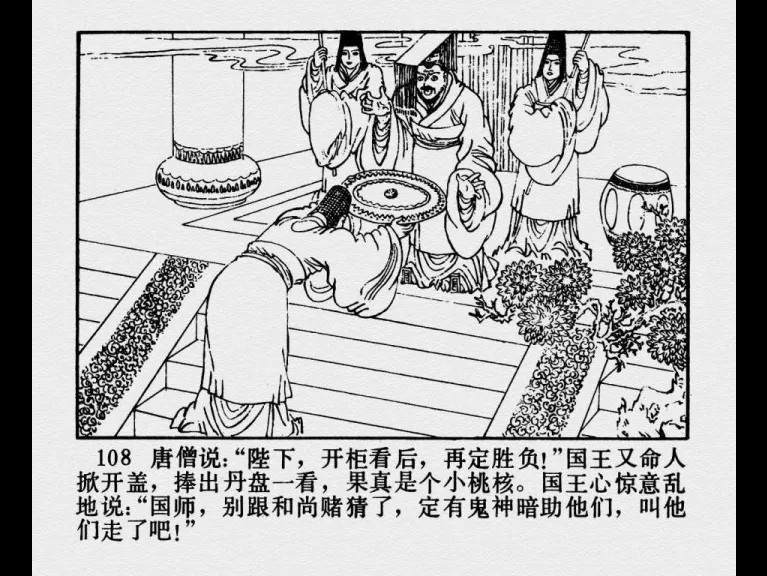 108 唐僧说：“陛下，开柜看后，再定胜负！”国王又命人
掀开盖，捧出丹盘一看，果真是个小桃核。国王心惊意乱
地说：“国师，别跟和尚赌猜了，定有鬼神暗助他们，叫他
们走了吧！”